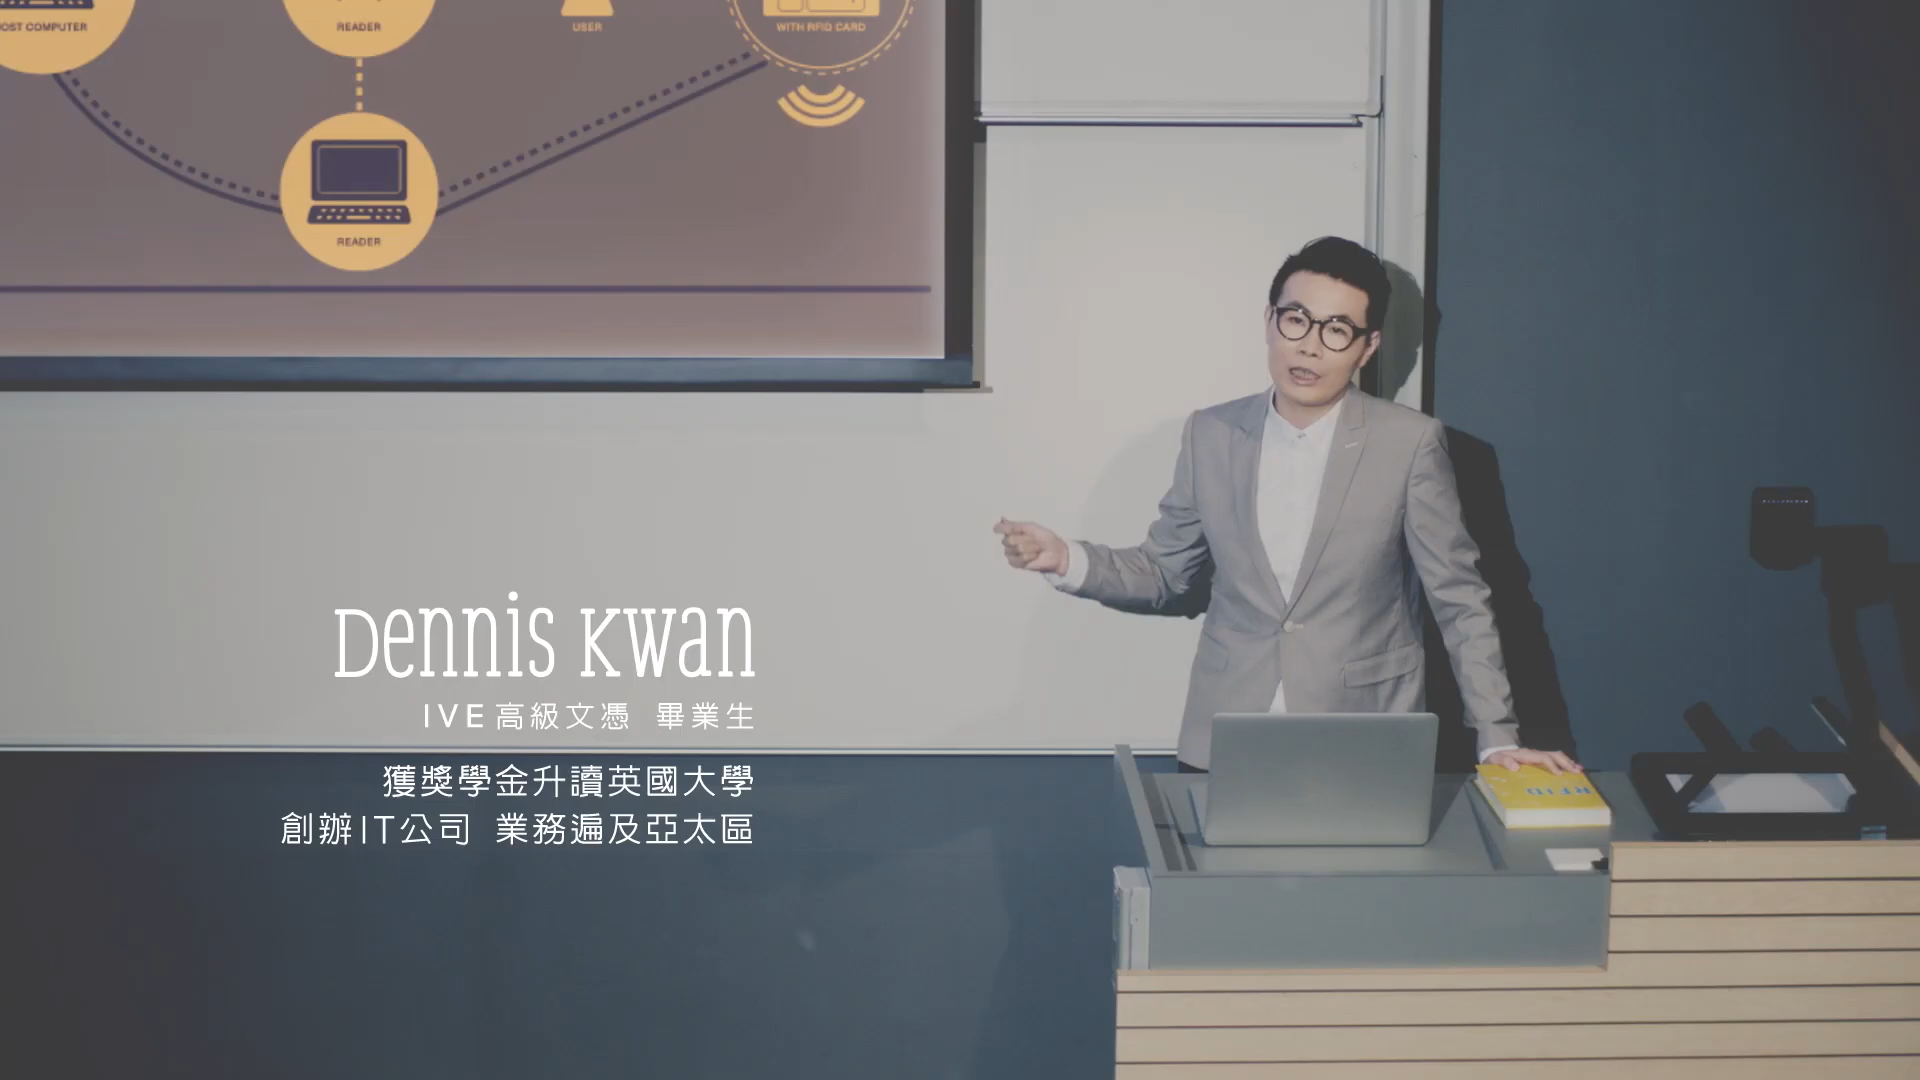 OST COMPUTER
READER
USER
WITH RFID CARD
READER
Dennis Kwan
IVE高級文憑 畢業生
獲獎學金升讀英國大學
創辦IT公司 業務遍及亞太區
RFID